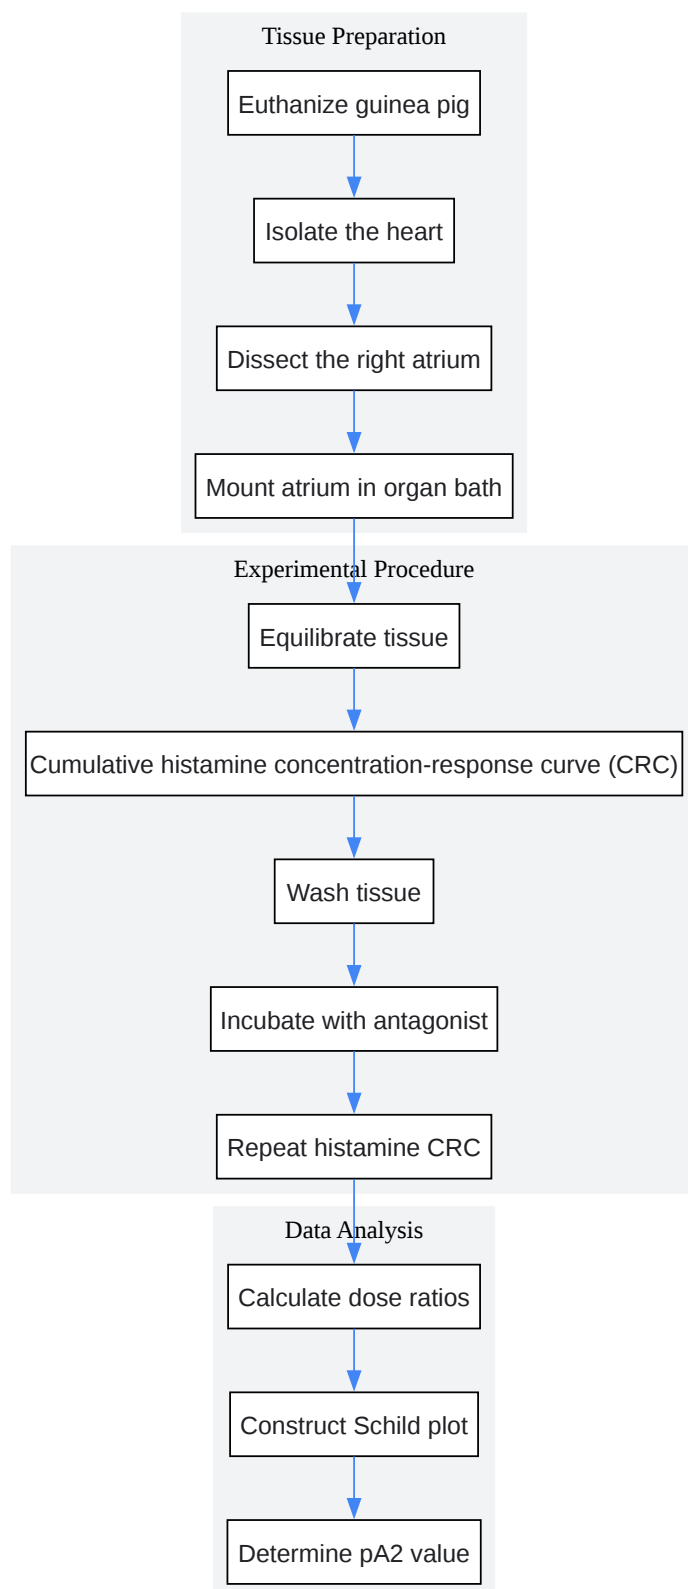 Tissue Preparation
Euthanize guinea pig
Isolate the heart
Dissect the right atrium
Mount atrium in organ bath
Experimental Procedure
Equilibrate tissue
Cumulative histamine concentration-response curve (CRC)
Wash tissue
Incubate with antagonist
Repeat histamine CRC
Data Analysis
Calculate dose ratios
Construct Schild plot
Determine pA2 value